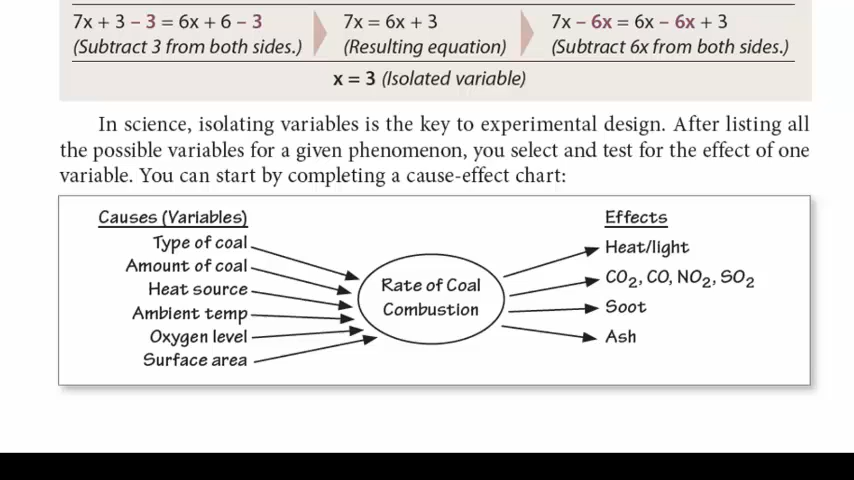 7x + 3 – 3 = 6x + 6 – 3
(Subtract 3 from both sides.)
7x = 6x + 3
(Resulting equation)
7x – 6x = 6x – 6x + 3
(Subtract 6x from both sides.)
x = 3 (Isolated variable)
In science, isolating variables is the key to experimental design. After listing all
the possible variables for a given phenomenon, you select and test for the effect of one
variable. You can start by completing a cause-effect chart:
Causes (Variables)
Type of coal
Amount of coal
Heat source
Ambient temp
Oxygen level
Surface area
Rate of Coal
Combustion
Effects
Heat/light
CO₂, CO, NO₂, SO₂
Soot
Ash